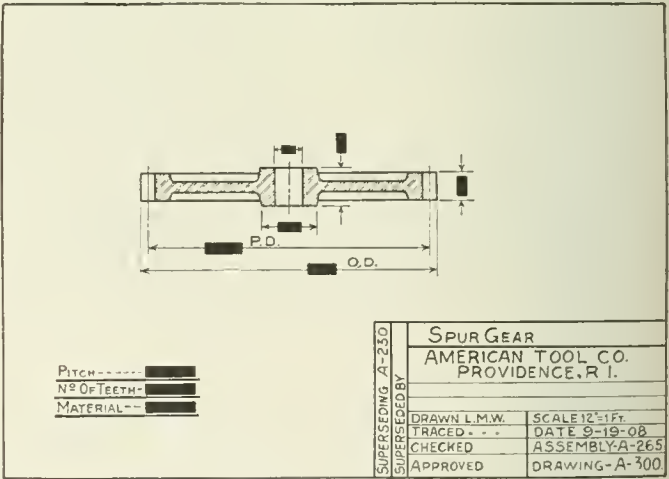 P.D.
O.D.
PITCH------
Nº OF TEETH-
MATERIAL--
SUPERSEDING A-250
SUPERSEDED BY
SPUR GEAR
AMERICAN TOOL CO.
PROVIDENCE, R I.
DRAWN L.M.W.
SCALE 12"=1 FT.
TRACED - - -
DATE 9-19-08
CHECKED
ASSEMBLY-A-265
APPROVED
DRAWING-A-300